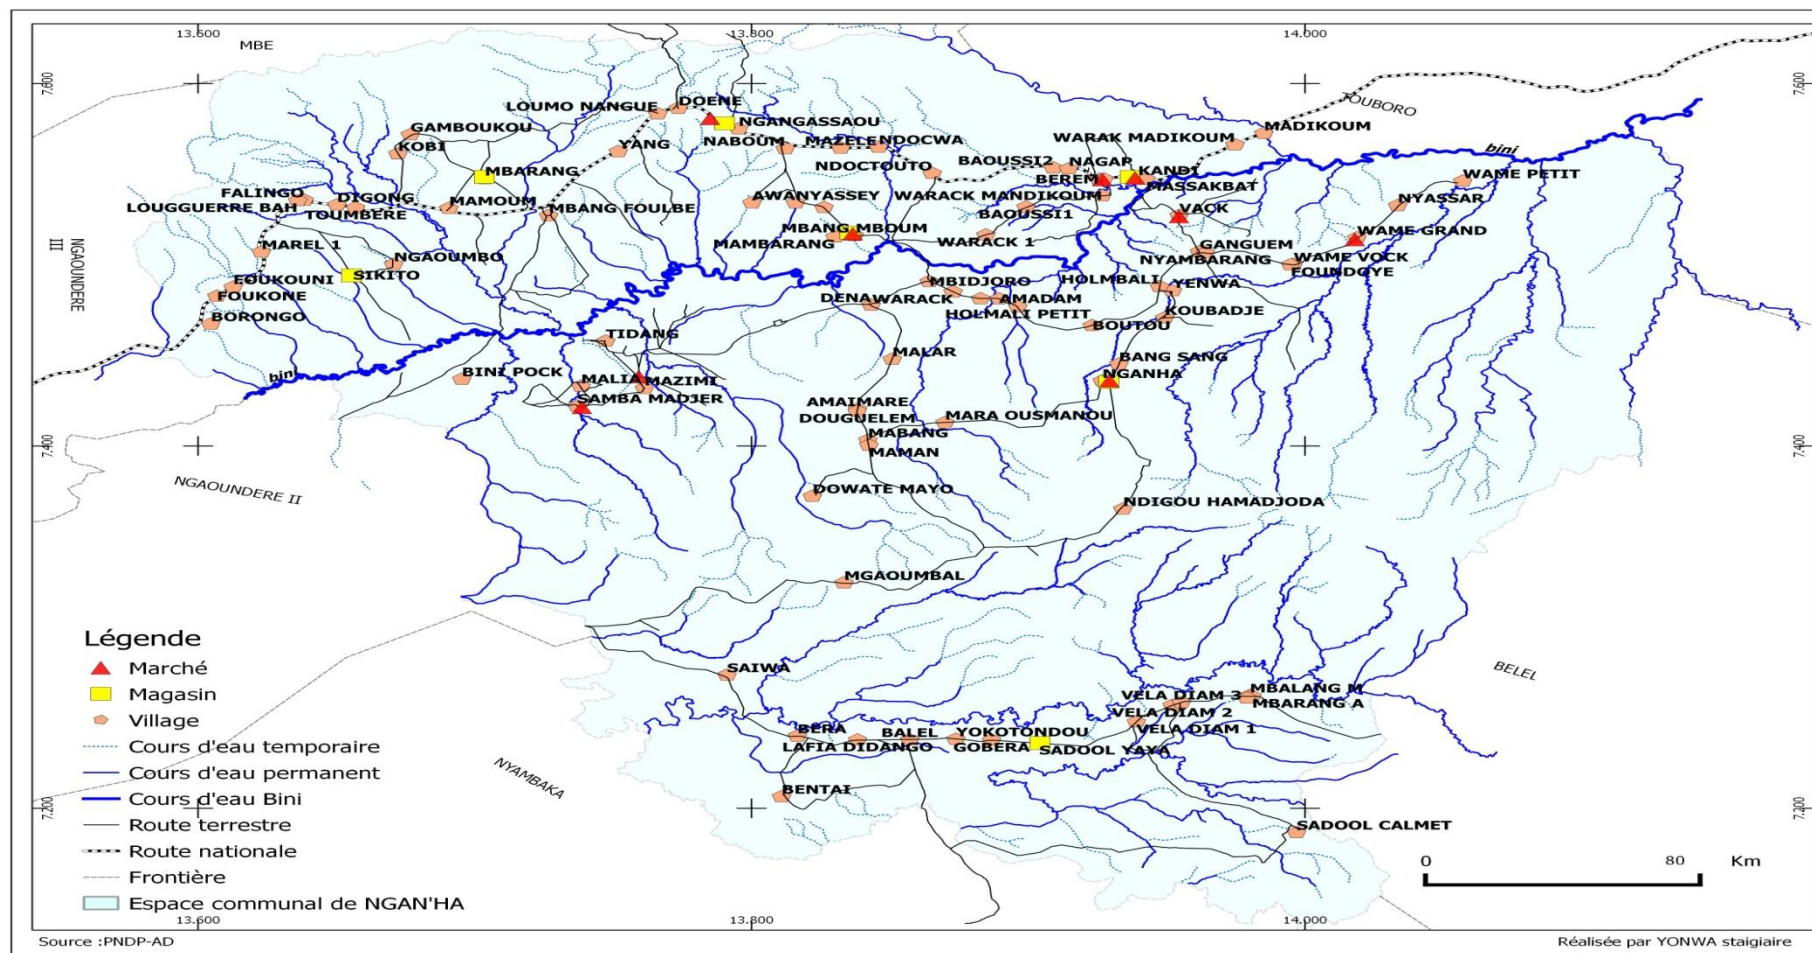 13.600
13.800
14.000
MBE
7.600
7.600
TOUBORO
LOUMO NANGUE
DOENE
GAMBOUKOU
NGANGASSAOU
WARAK MADIKOUM
MADIKOUM
KOBI
YANG
NABOUM
MAZELE
NDOCWA
bini
MBARANG
NDOCTOUTO
BAOUSSI2
NAGAP
KANDI
WAME PETIT
BEREM
MASSAKBAT
FALINGO
DIGONG
AWANYASSEY
WARACK MANDIKOUM
NYASSAR
LOUGGUERRE BAH
TOUMBERE
MAMOUM
MBANG FOULBE
BAOUSSI1
VACK
MBANG MBOUM
WAME GRAND
MAREL 1
MAMBARANG
WARACK 1
GANGUEM
NGAOUNDERE
III
NGAOUMBO
NYAMBARANG
WAME VOCK
FOUNDOYE
FOUKOUNI
SIKITO
MBIDJORO
HOLMBALI
YENWA
FOUKONE
DENA
WARACK
AMADAM
HOLMALI PETIT
KOUBADJE
BORONGO
BOUTOU
TIDANG
MALAR
BANG SANG
bini
BINI POCK
MALIA
MAZIMI
NGANHA
SAMBA MADJER
AMAIMARE
DOUGUELEM
MARA OUSMANOU
MABANG
7.400
7.400
MAMAN
NGAOUNDERE II
DOWATE MAYO
NDIGOU HAMADJODA
MGAOUMBAL
SAIWA
BELEL
VELA DIAM 3
MBALANG M
MBARANG A
VELA DIAM 2
VELA DIAM 1
BERA
BALEL
YOKOTONDOU
LAFIA DIDANGO
GOBERA
SADOOL YAYA
NYAMBAKA
BENTAI
7.200
7.200
SADOOL CALMET
Légende
Marché
Magasin
Village
Cours d'eau temporaire
Cours d'eau permanent
Cours d'eau Bini
Route terrestre
Route nationale
Frontière
Espace communal de NGAN'HA
0 80 Km
13.600
13.800
14.000
Source :PNDP-AD
Réalisée par YONWA staigiaire